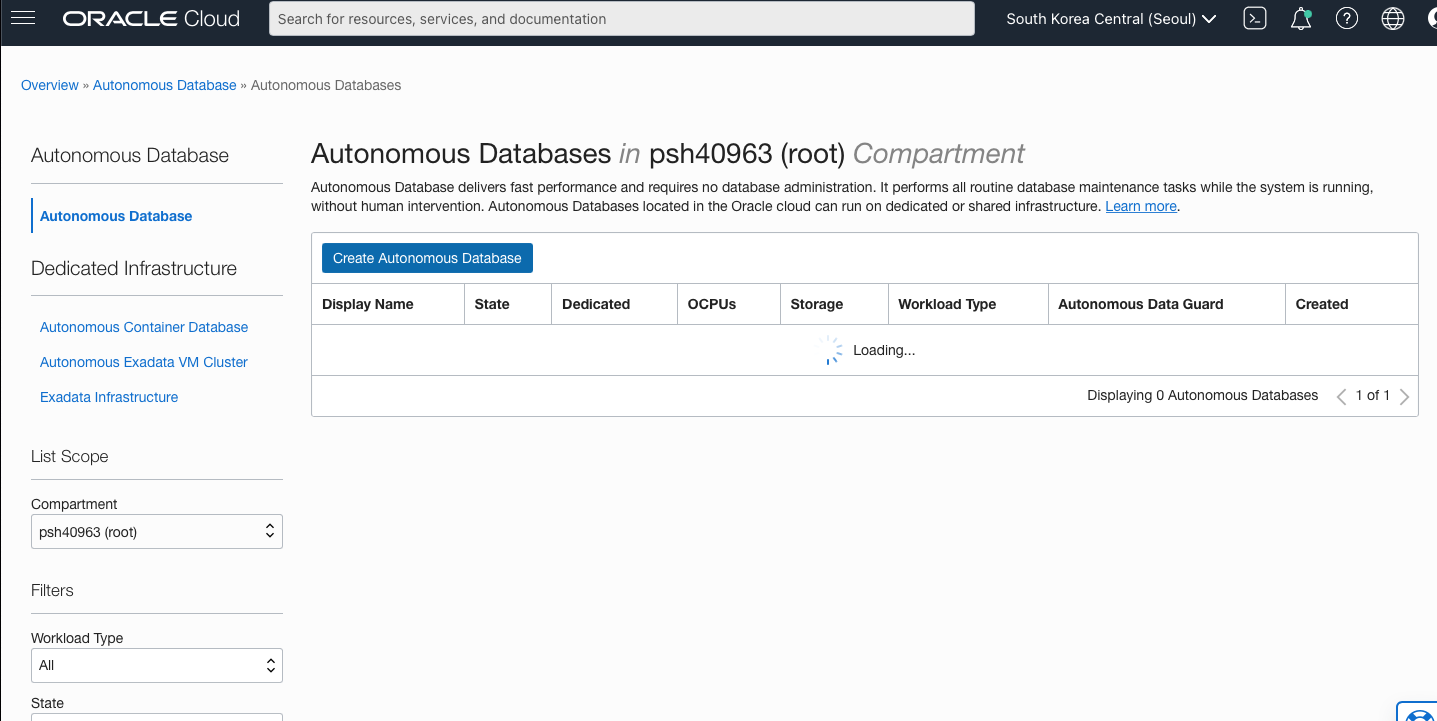 ORACLE Cloud
Search for resources, services, and documentation
South Korea Central (Seoul)
Overview » Autonomous Database » Autonomous Databases
Autonomous Database
Autonomous Database
Dedicated Infrastructure
Autonomous Container Database
Autonomous Exadata VM Cluster
Exadata Infrastructure
List Scope
Compartment
psh40963 (root)
Filters
Workload Type
All
State
Autonomous Databases in psh40963 (root) Compartment
Autonomous Database delivers fast performance and requires no database administration. It performs all routine database maintenance tasks while the system is running,
without human intervention. Autonomous Databases located in the Oracle cloud can run on dedicated or shared infrastructure. Learn more.
Create Autonomous Database
Display Name State Dedicated OCPUs Storage Workload Type Autonomous Data Guard Created
Loading...
Displaying 0 Autonomous Databases 1 of 1